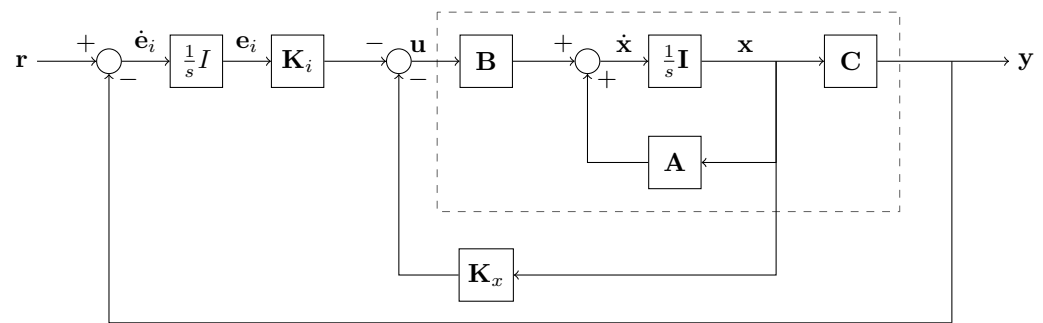 r + − ė_i 1/s I e_i K_i − − u B + + ẋ 1/s I x C y
A
K_x